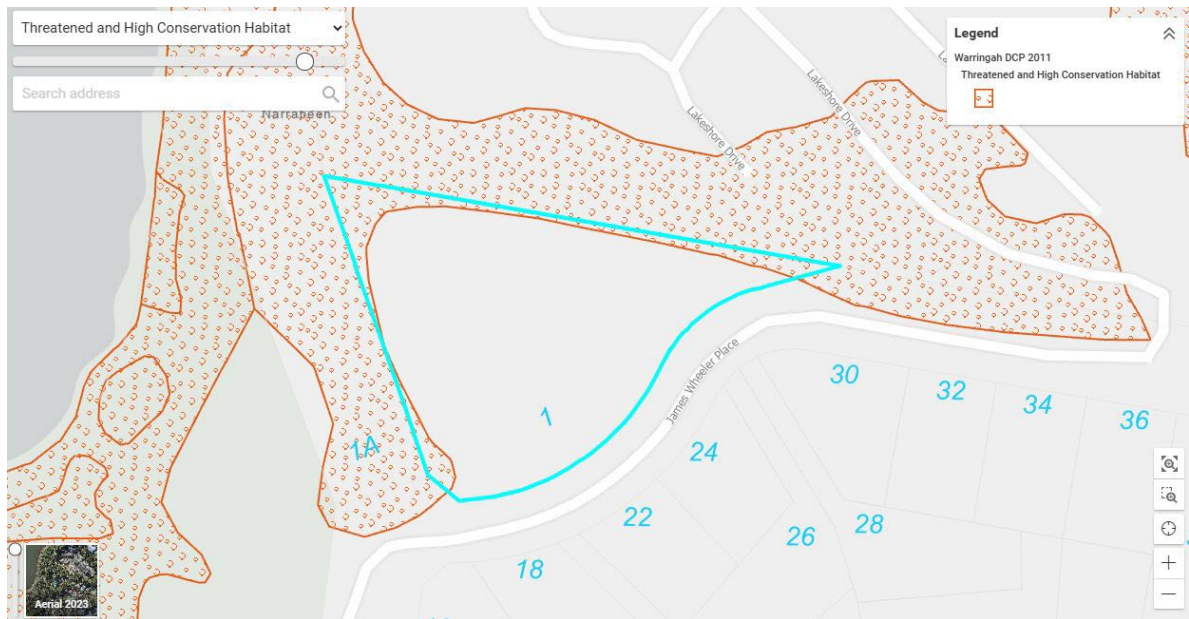 Threatened and High Conservation Habitat
Search address
Narrabeen
Legend
Warringah DCP 2011
Threatened and High Conservation Habitat
Lakeshore Drive
Lakeshore Drive
James Wheeler Place
1
1A
30
32
34
36
24
22
26
28
18
Aerial 2023